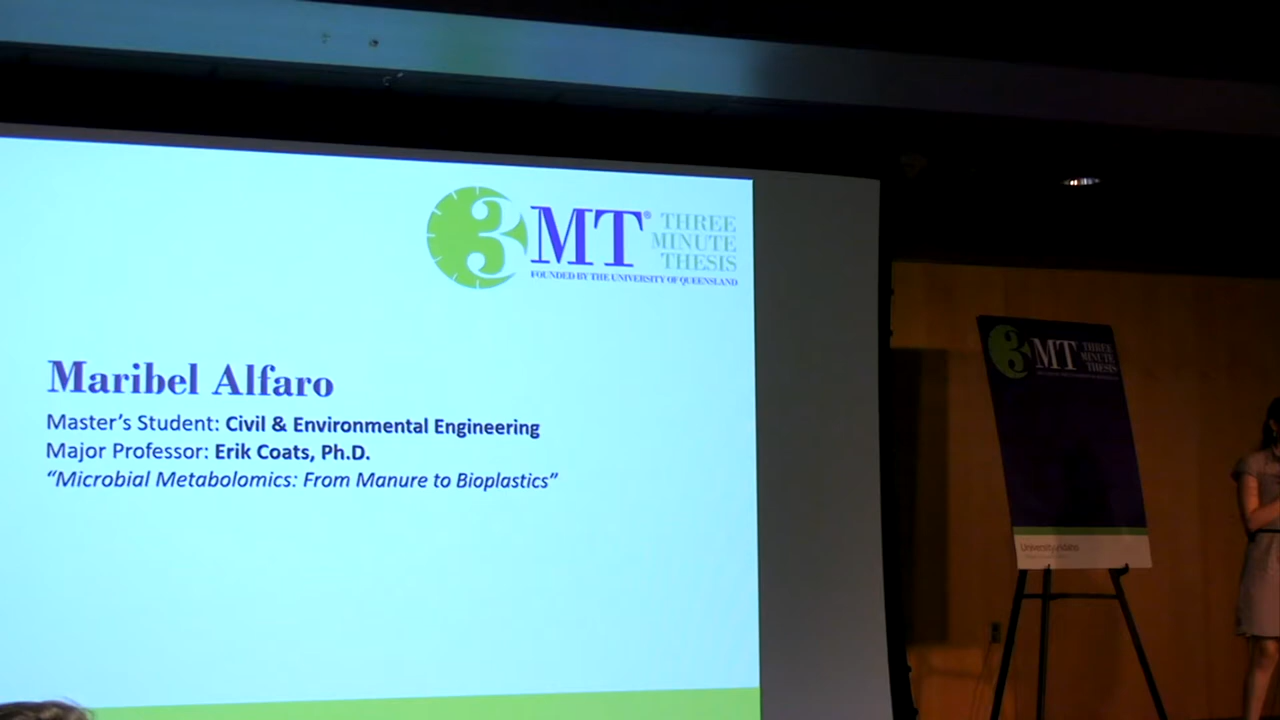 3MT® THREE
MINUTE
THESIS
FOUNDED BY THE UNIVERSITY OF QUEENSLAND
Maribel Alfaro
Master's Student: Civil & Environmental Engineering
Major Professor: Erik Coats, Ph.D.
“Microbial Metabolomics: From Manure to Bioplastics”
3MT THREE
MINUTE
THESIS
University of Idaho